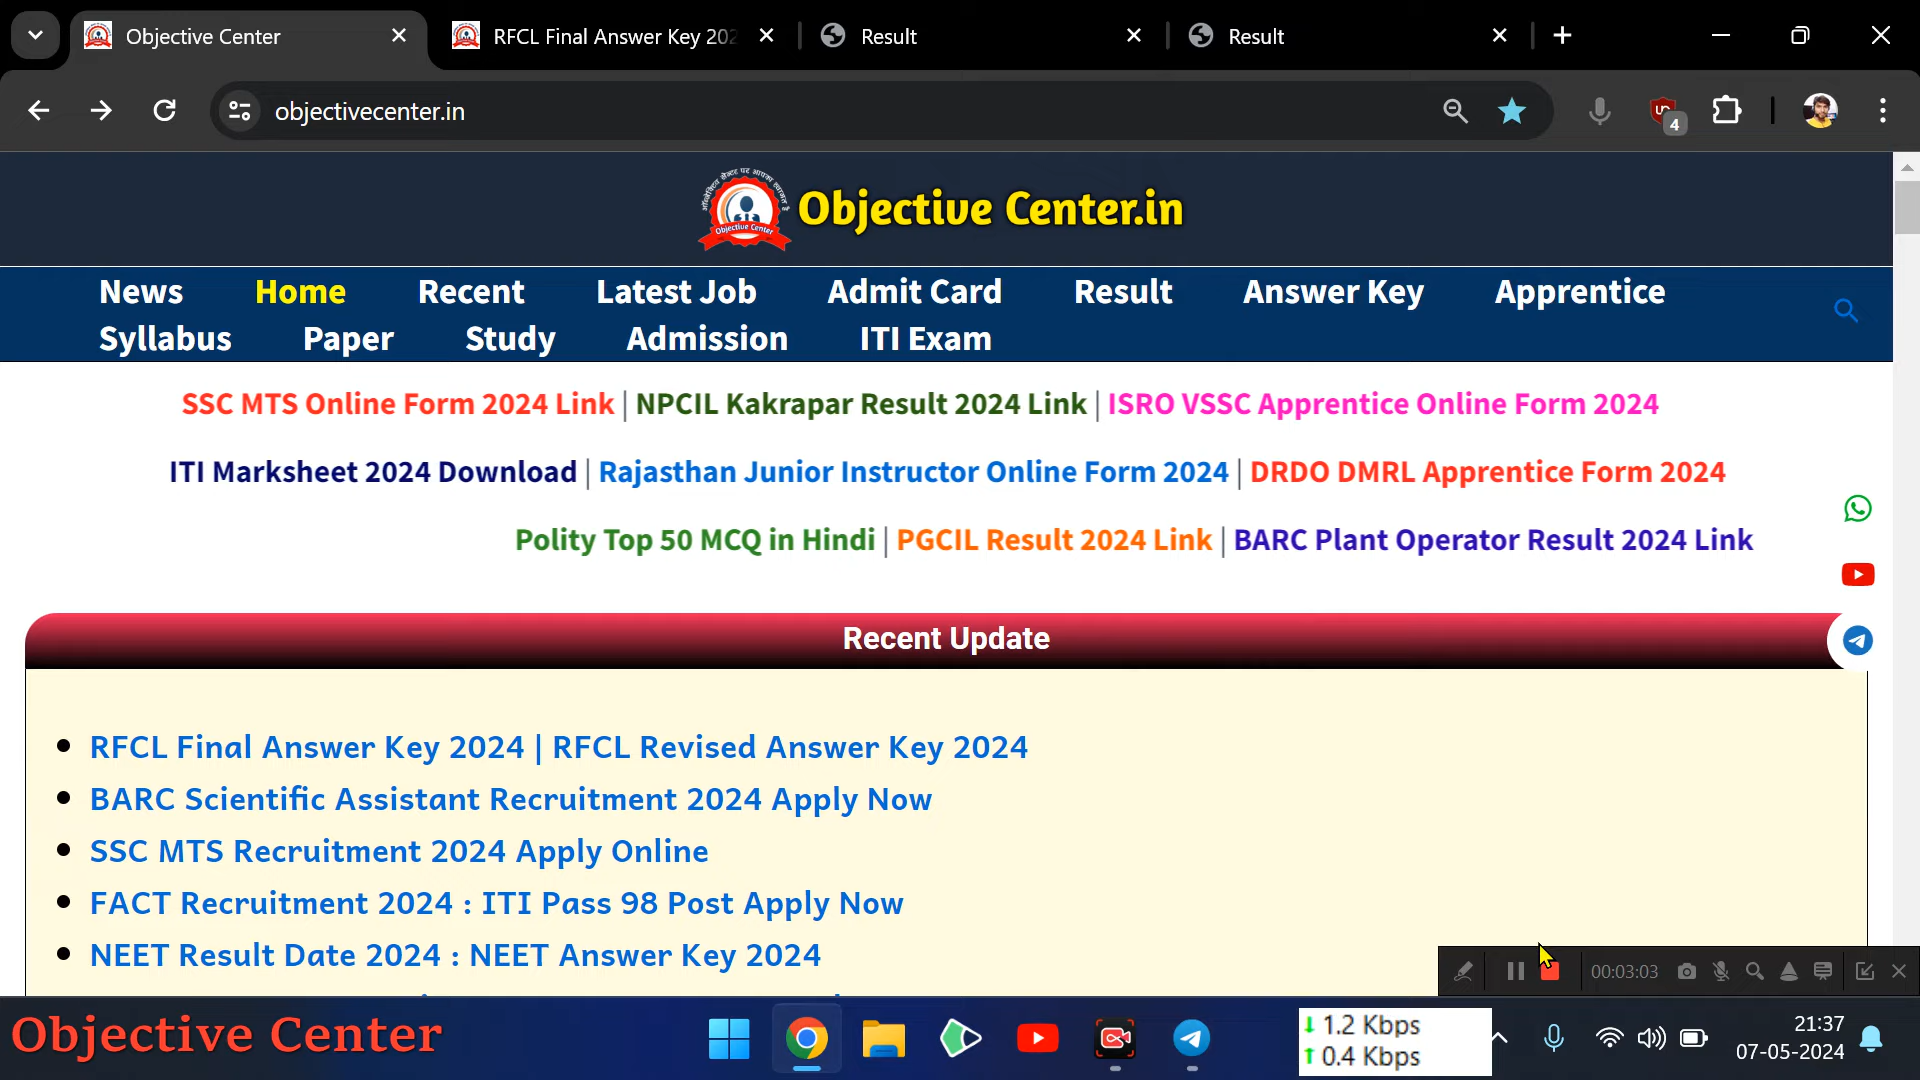 Objective Center
RFCL Final Answer Key 202
Result
Result
objectivecenter.in
4
Objective Center
Objective Center.in
News Home Recent Latest Job Admit Card Result Answer Key Apprentice
Syllabus Paper Study Admission ITI Exam
SSC MTS Online Form 2024 Link | NPCIL Kakrapar Result 2024 Link | ISRO VSSC Apprentice Online Form 2024
ITI Marksheet 2024 Download | Rajasthan Junior Instructor Online Form 2024 | DRDO DMRL Apprentice Form 2024
Polity Top 50 MCQ in Hindi | PGCIL Result 2024 Link | BARC Plant Operator Result 2024 Link
Recent Update
RFCL Final Answer Key 2024 | RFCL Revised Answer Key 2024
BARC Scientific Assistant Recruitment 2024 Apply Now
SSC MTS Recruitment 2024 Apply Online
FACT Recruitment 2024 : ITI Pass 98 Post Apply Now
NEET Result Date 2024 : NEET Answer Key 2024
00:03:03
Objective Center
1.2 Kbps
0.4 Kbps
21:37
07-05-2024